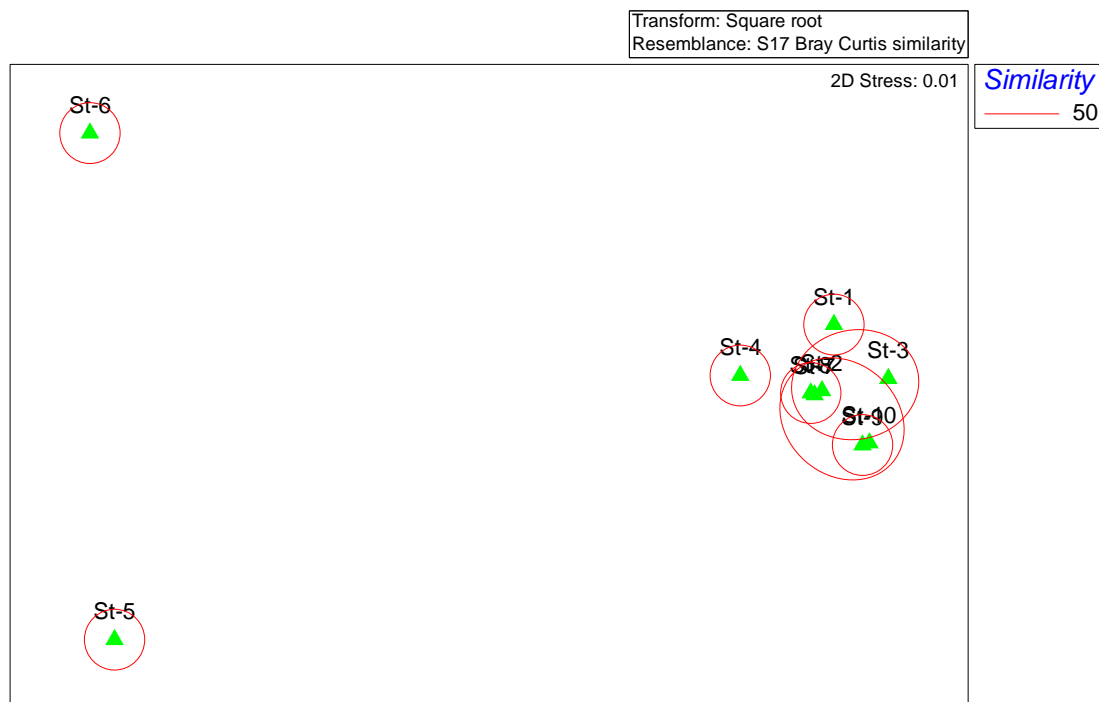 Transform: Square root
Resemblance: S17 Bray Curtis similarity
2D Stress: 0.01
Similarity
50
St-6
St-1
St-4
St-3
St-5